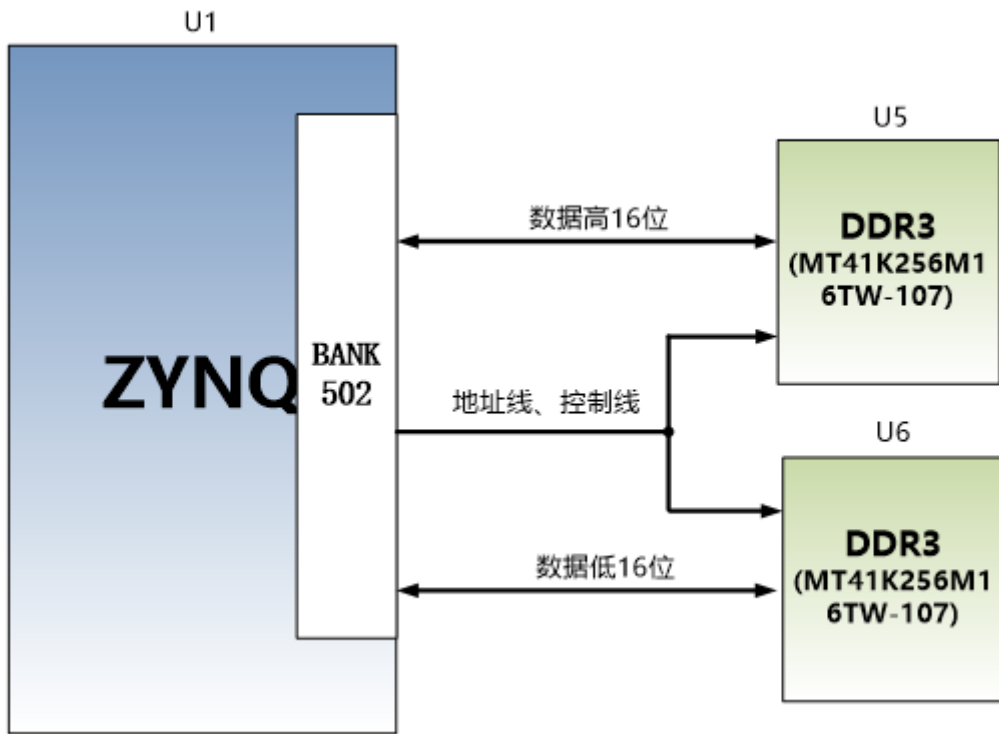 U1
ZYNQ
BANK
502
数据高16位
地址线、控制线
数据低16位
U5
DDR3
(MT41K256M1
6TW-107)
U6
DDR3
(MT41K256M1
6TW-107)